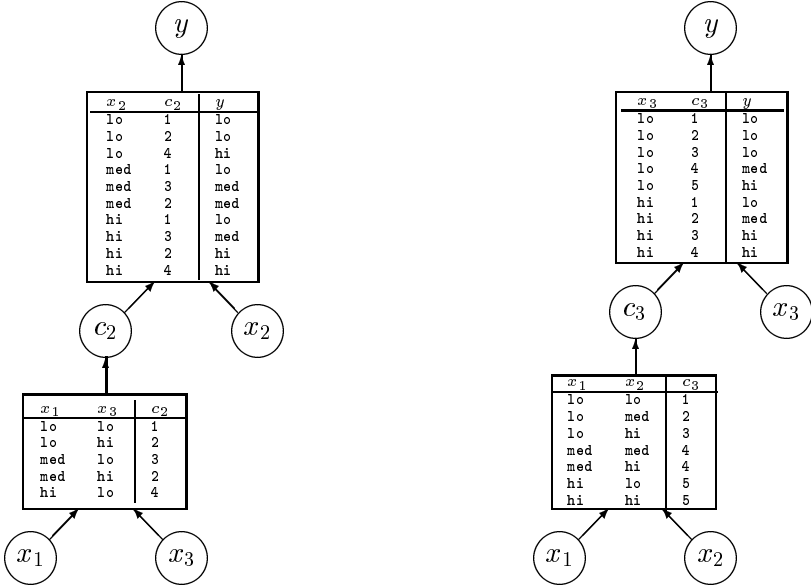 y
x2 c2 y
lo 1 lo
lo 2 lo
lo 4 hi
med 1 lo
med 3 med
med 2 med
hi 1 lo
hi 3 med
hi 2 hi
hi 4 hi
c2
x2
x1 x3 c2
lo lo 1
lo hi 2
med lo 3
med hi 2
hi lo 4
x1
x3
y
x3 c3 y
lo 1 lo
lo 2 lo
lo 3 lo
lo 4 med
lo 5 hi
hi 1 lo
hi 2 med
hi 3 hi
hi 4 hi
c3
x3
x1 x2 c3
lo lo 1
lo med 2
lo hi 3
med med 4
med hi 4
hi lo 5
hi hi 5
x1
x2